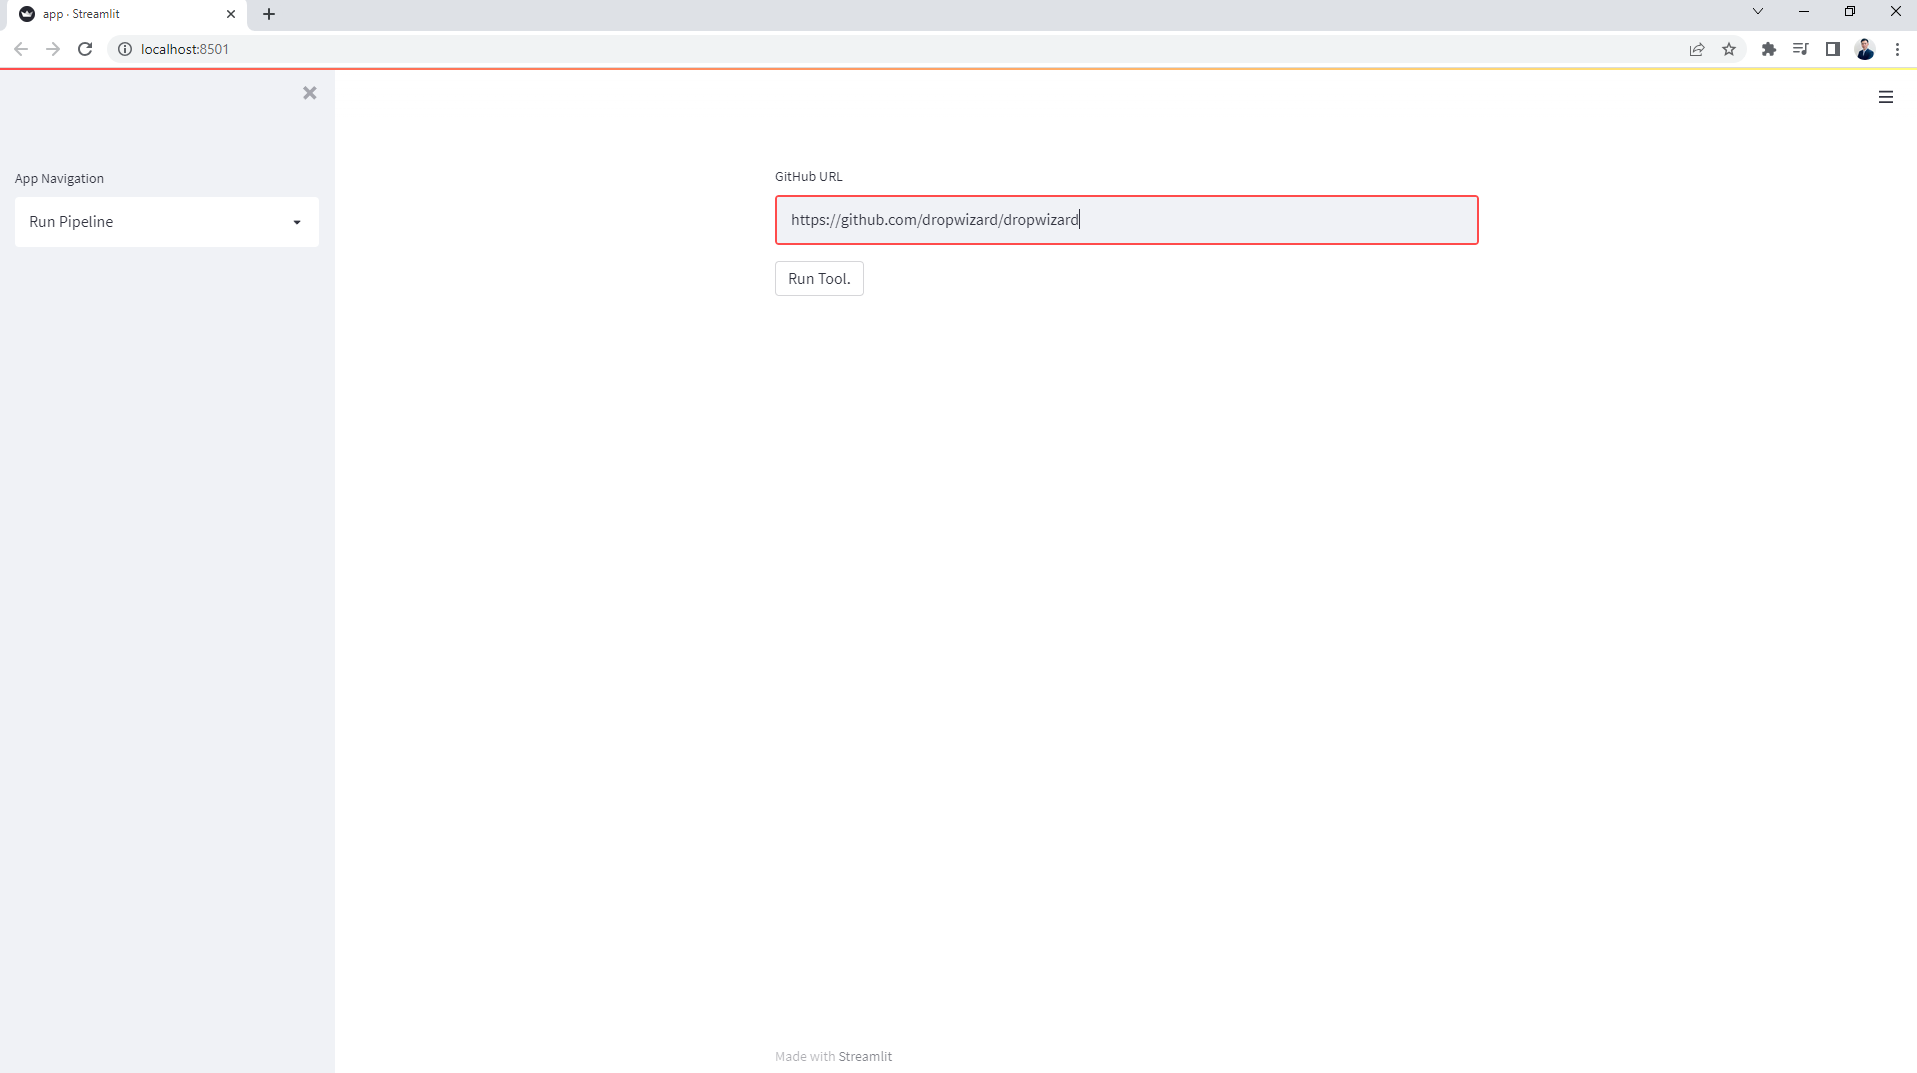 app · Streamlit
localhost:8501
App Navigation
Run Pipeline
GitHub URL
https://github.com/dropwizard/dropwizard
Run Tool.
Made with Streamlit